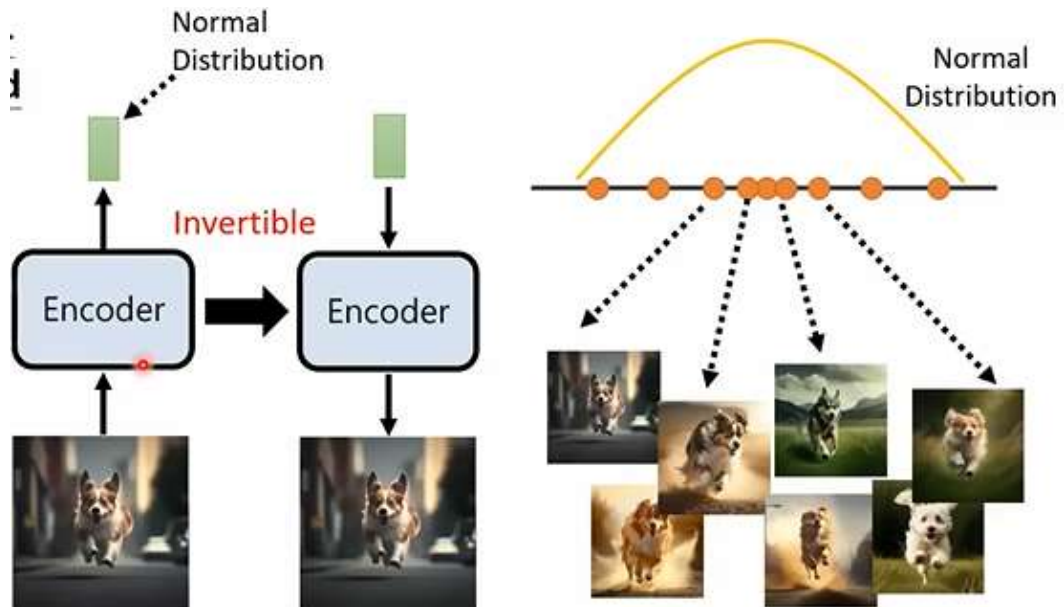 Normal
Distribution
d
Invertible
Encoder
Encoder
Normal
Distribution